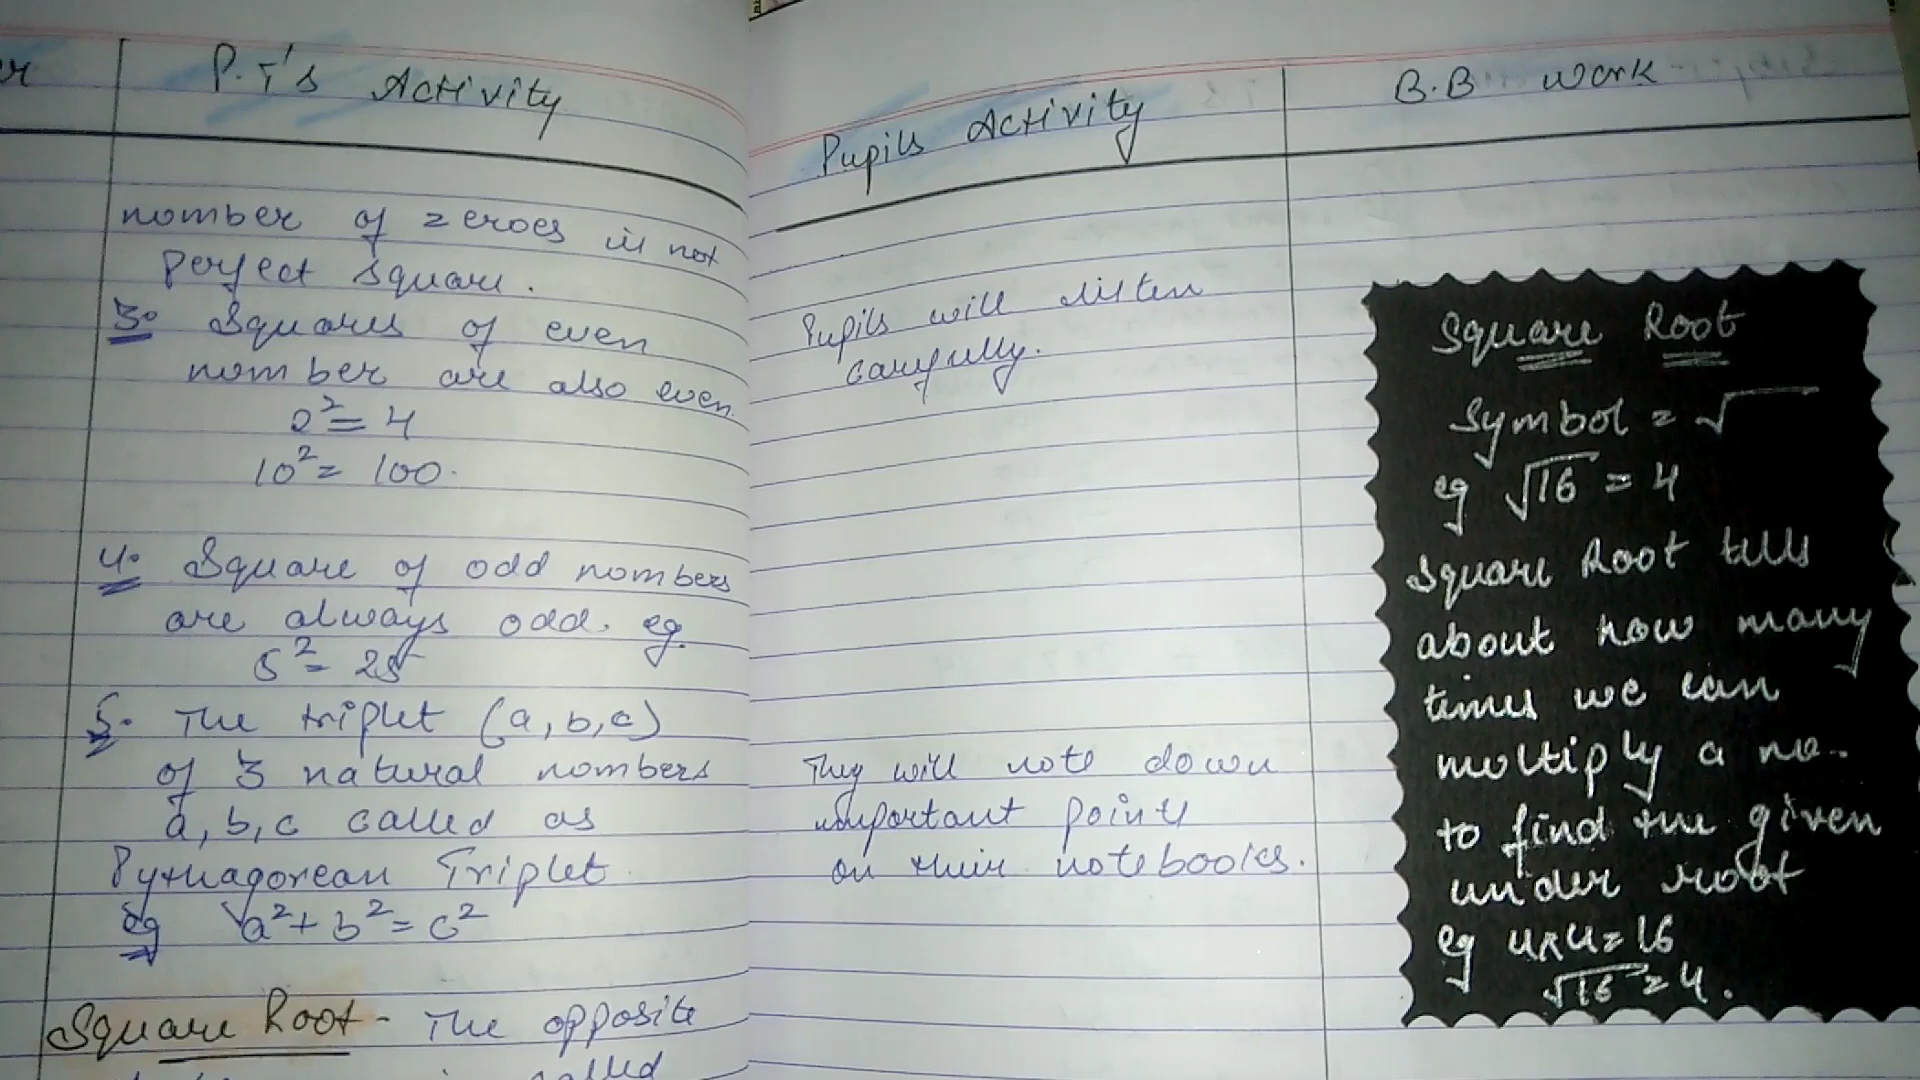 P.T's Activity
number of zeroes is not
perfect square.
3. Squares of even
number are also even.
2² = 4
10² = 100.
4. Square of odd numbers
are always odd. eg.
5² = 25
5. The triplet (a, b, c)
of 3 natural numbers
a, b, c called as
Pythagorean Triplet
eg a² + b² = c²
Square Root - The opposite
called
Pupils Activity
Pupils will listen
carefully.
They will note down
important points
on their notebooks.
B.B work
Square Root
Symbol = √
eg √16 = 4
Square Root tells
about how many
times we can
multiply a no.
to find the given
under root
eg 4x4 = 16
√16 = 4.